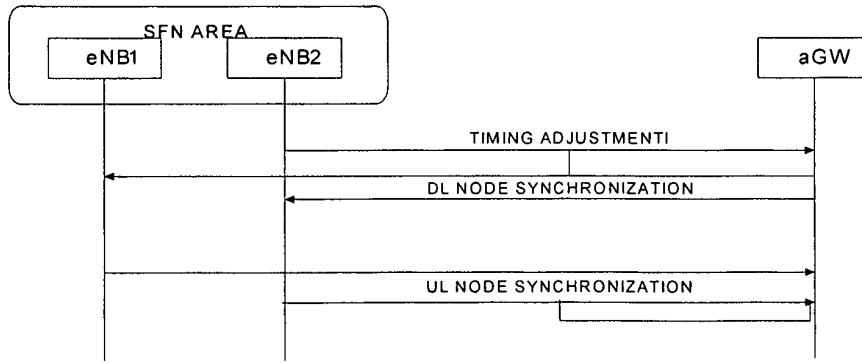 SFN AREA
eNB1
eNB2
aGW
TIMING ADJUSTMENTI
DL NODE SYNCHRONIZATION
UL NODE SYNCHRONIZATION